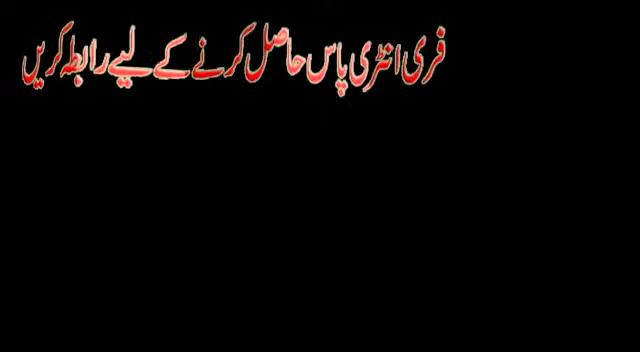 فری انٹری پاس حاصل کرنے کے لیے رابطہ کریں